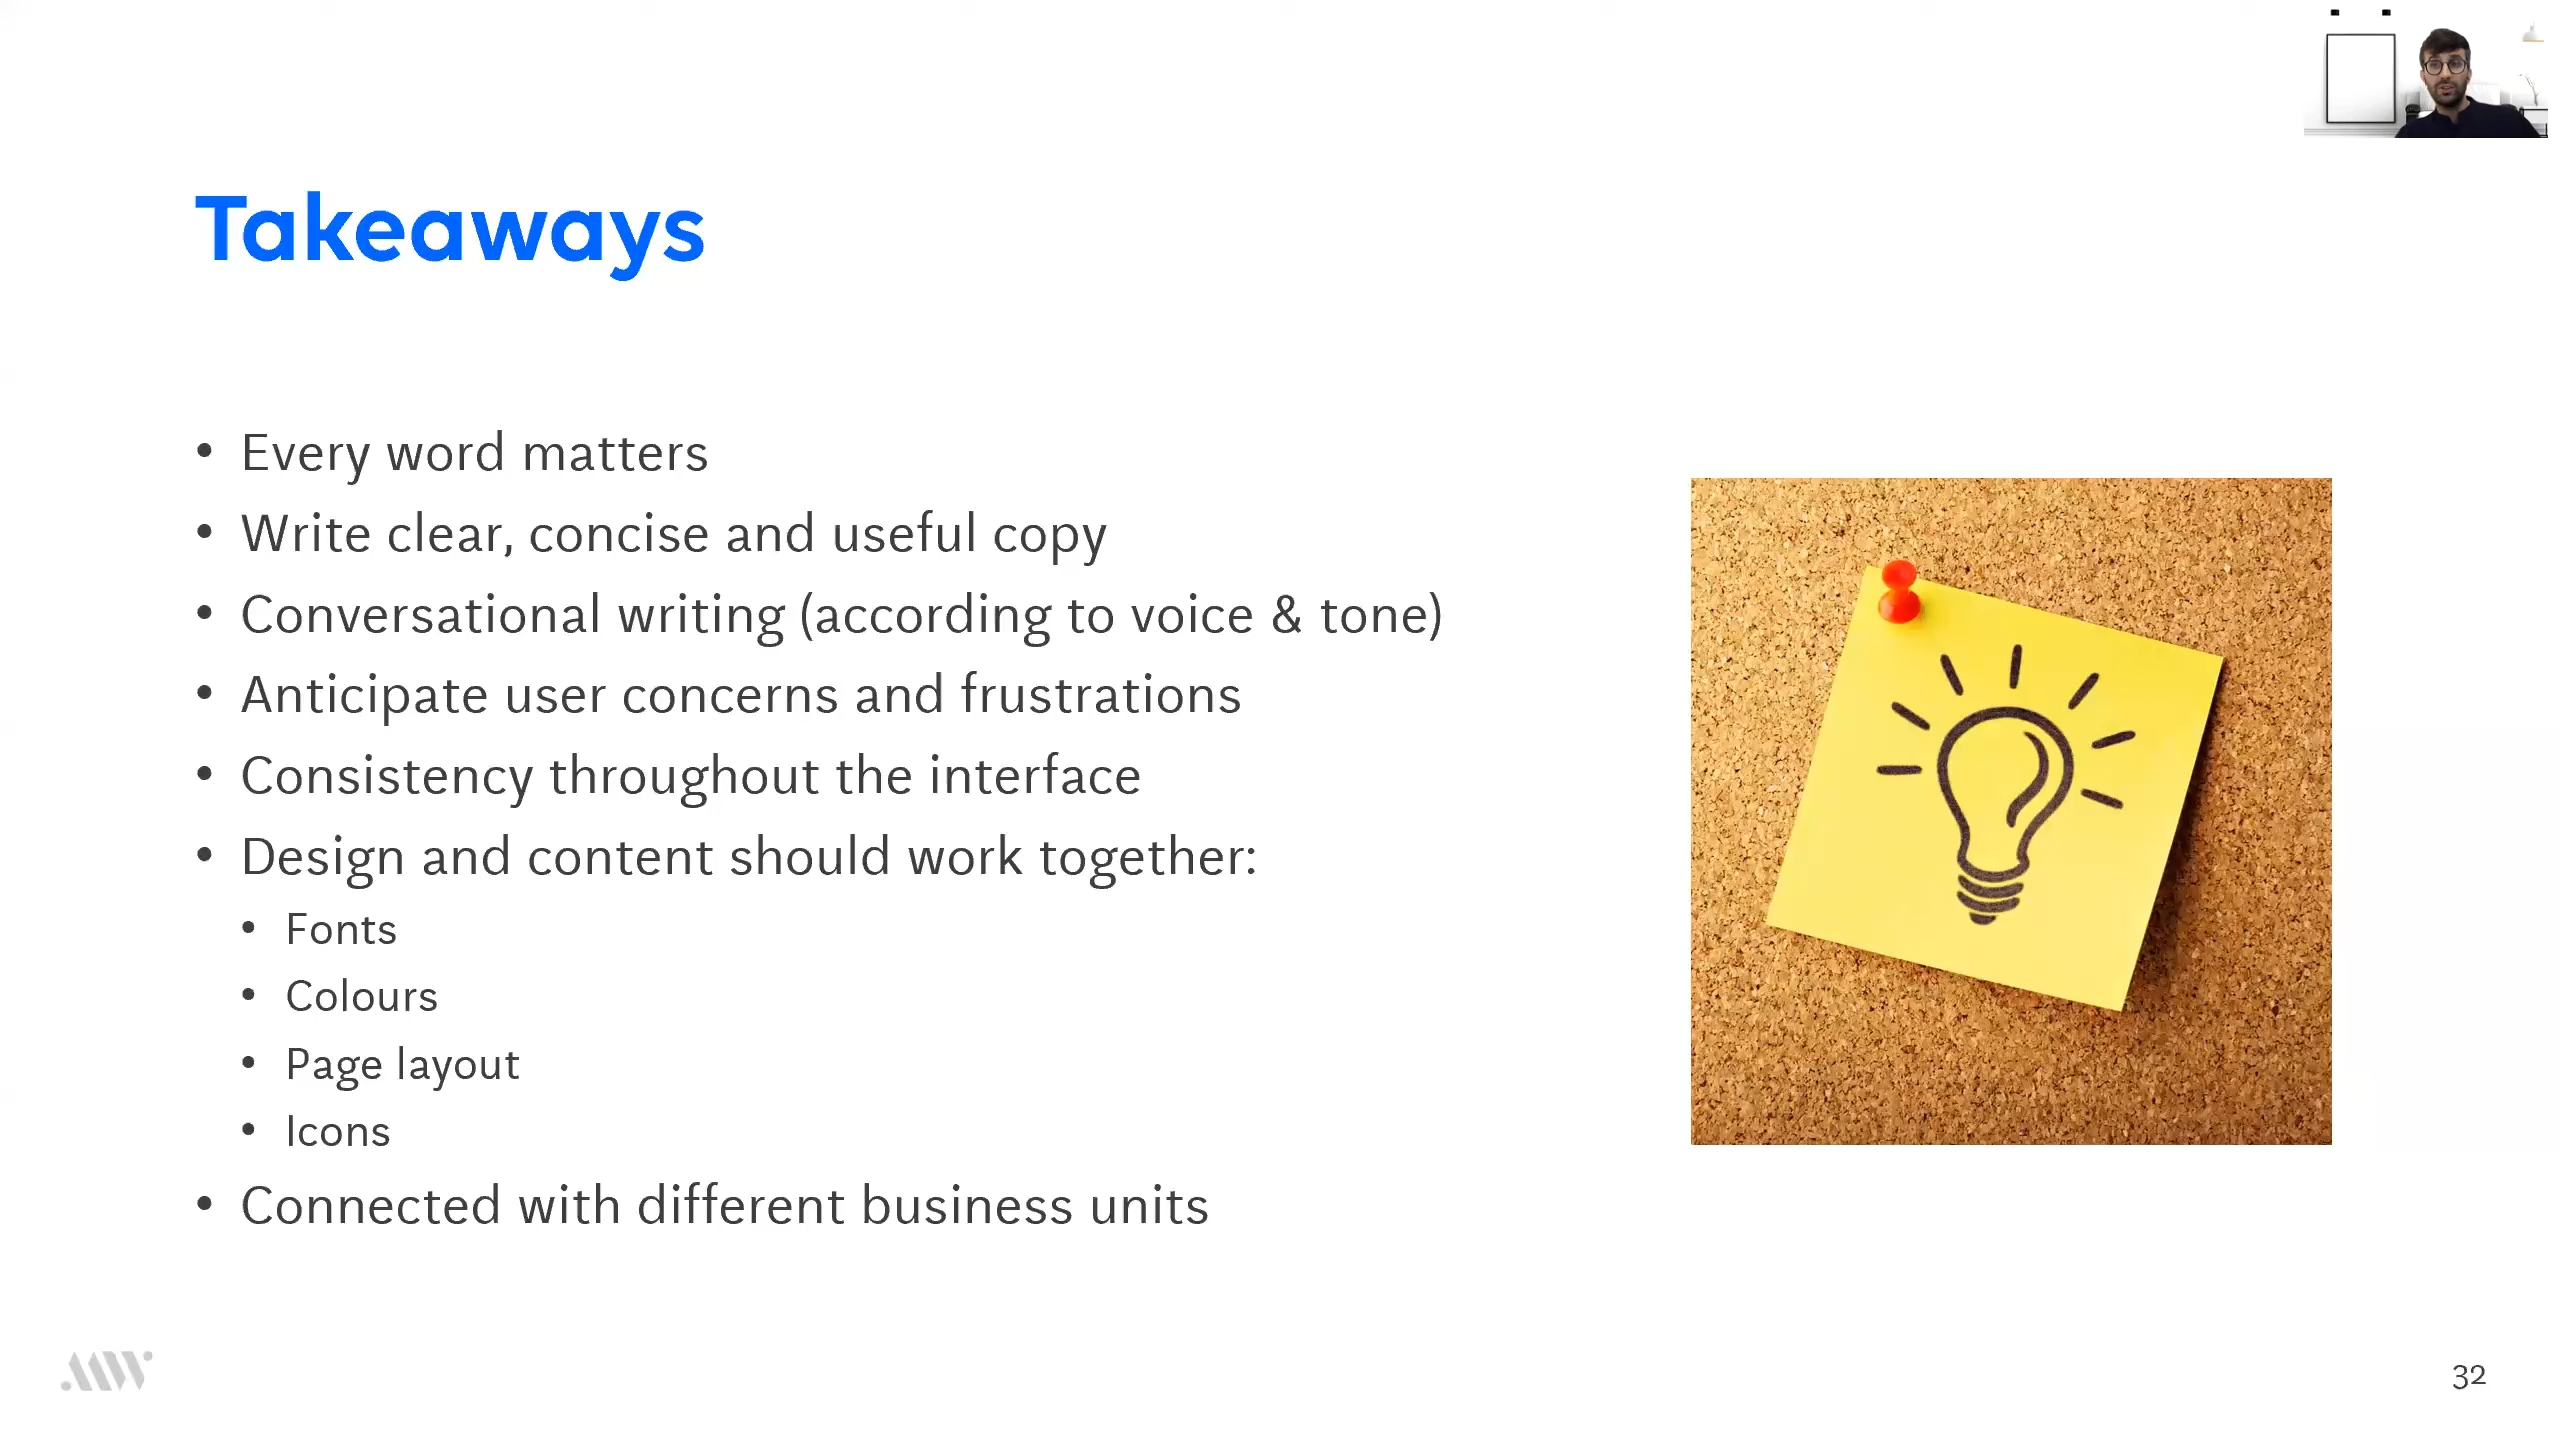 Takeaways
• Every word matters
• Write clear, concise and useful copy
• Conversational writing (according to voice & tone)
• Anticipate user concerns and frustrations
• Consistency throughout the interface
• Design and content should work together:
• Fonts
• Colours
• Page layout
• Icons
• Connected with different business units
32